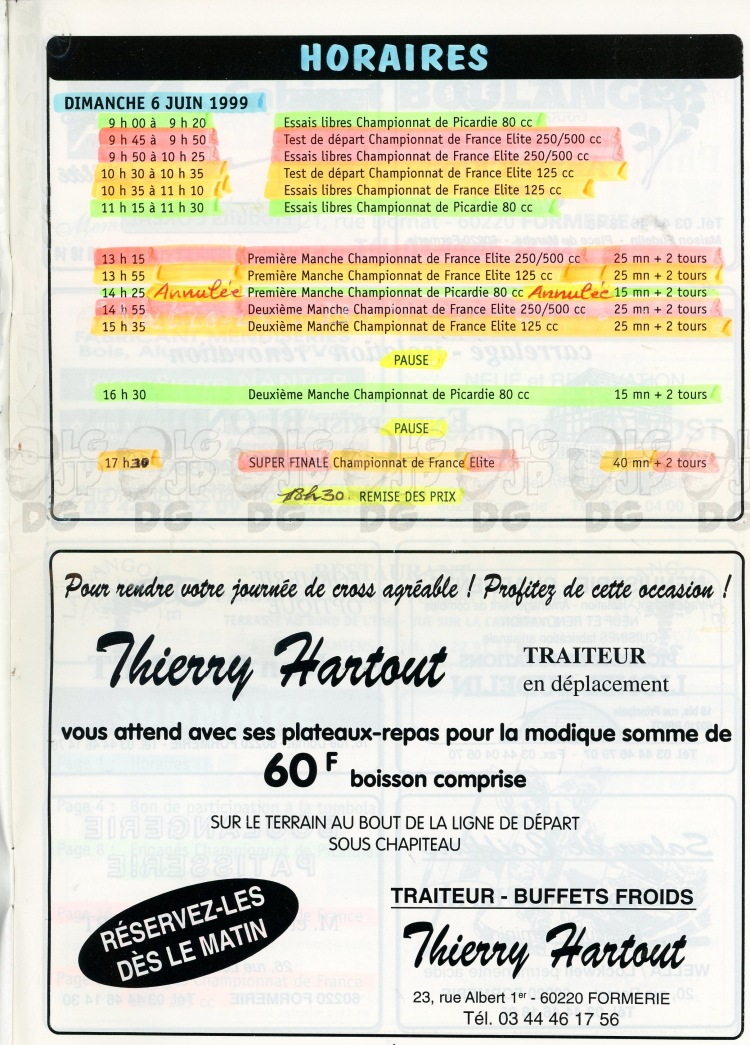 HORAIRES
DIMANCHE 6 JUIN 1999
9 h 00 à 9 h 20 Essais libres Championnat de Picardie 80 cc
9 h 45 à 9 h 50 Test de départ Championnat de France Elite 250/500 cc
9 h 50 à 10 h 25 Essais libres Championnat de France Elite 250/500 cc
10 h 30 à 10 h 35 Test de départ Championnat de France Elite 125 cc
10 h 35 à 11 h 10 Essais libres Championnat de France Elite 125 cc
11 h 15 à 11 h 30 Essais libres Championnat de Picardie 80 cc
13 h 15 Première Manche Championnat de France Elite 250/500 cc 25 mn + 2 tours
13 h 55 Première Manche Championnat de France Elite 125 cc 25 mn + 2 tours
14 h 25 Annulée Première Manche Championnat de Picardie 80 cc Annulée 15 mn + 2 tours
14 h 55 Deuxième Manche Championnat de France Elite 250/500 cc 25 mn + 2 tours
15 h 35 Deuxième Manche Championnat de France Elite 125 cc 25 mn + 2 tours
PAUSE
16 h 30 Deuxième Manche Championnat de Picardie 80 cc 15 mn + 2 tours
PAUSE
17 h 30 SUPER FINALE Championnat de France Elite 40 mn + 2 tours
18h30 REMISE DES PRIX
LG JP DG
Pour rendre votre journée de cross agréable ! Profitez de cette occasion !
Thierry Hartout
TRAITEUR
en déplacement
vous attend avec ses plateaux-repas pour la modique somme de
60 F boisson comprise
SUR LE TERRAIN AU BOUT DE LA LIGNE DE DÉPART
SOUS CHAPITEAU
RÉSERVEZ-LES
DÈS LE MATIN
TRAITEUR - BUFFETS FROIDS
Thierry Hartout
23, rue Albert 1er - 60220 FORMERIE
Tél. 03 44 46 17 56